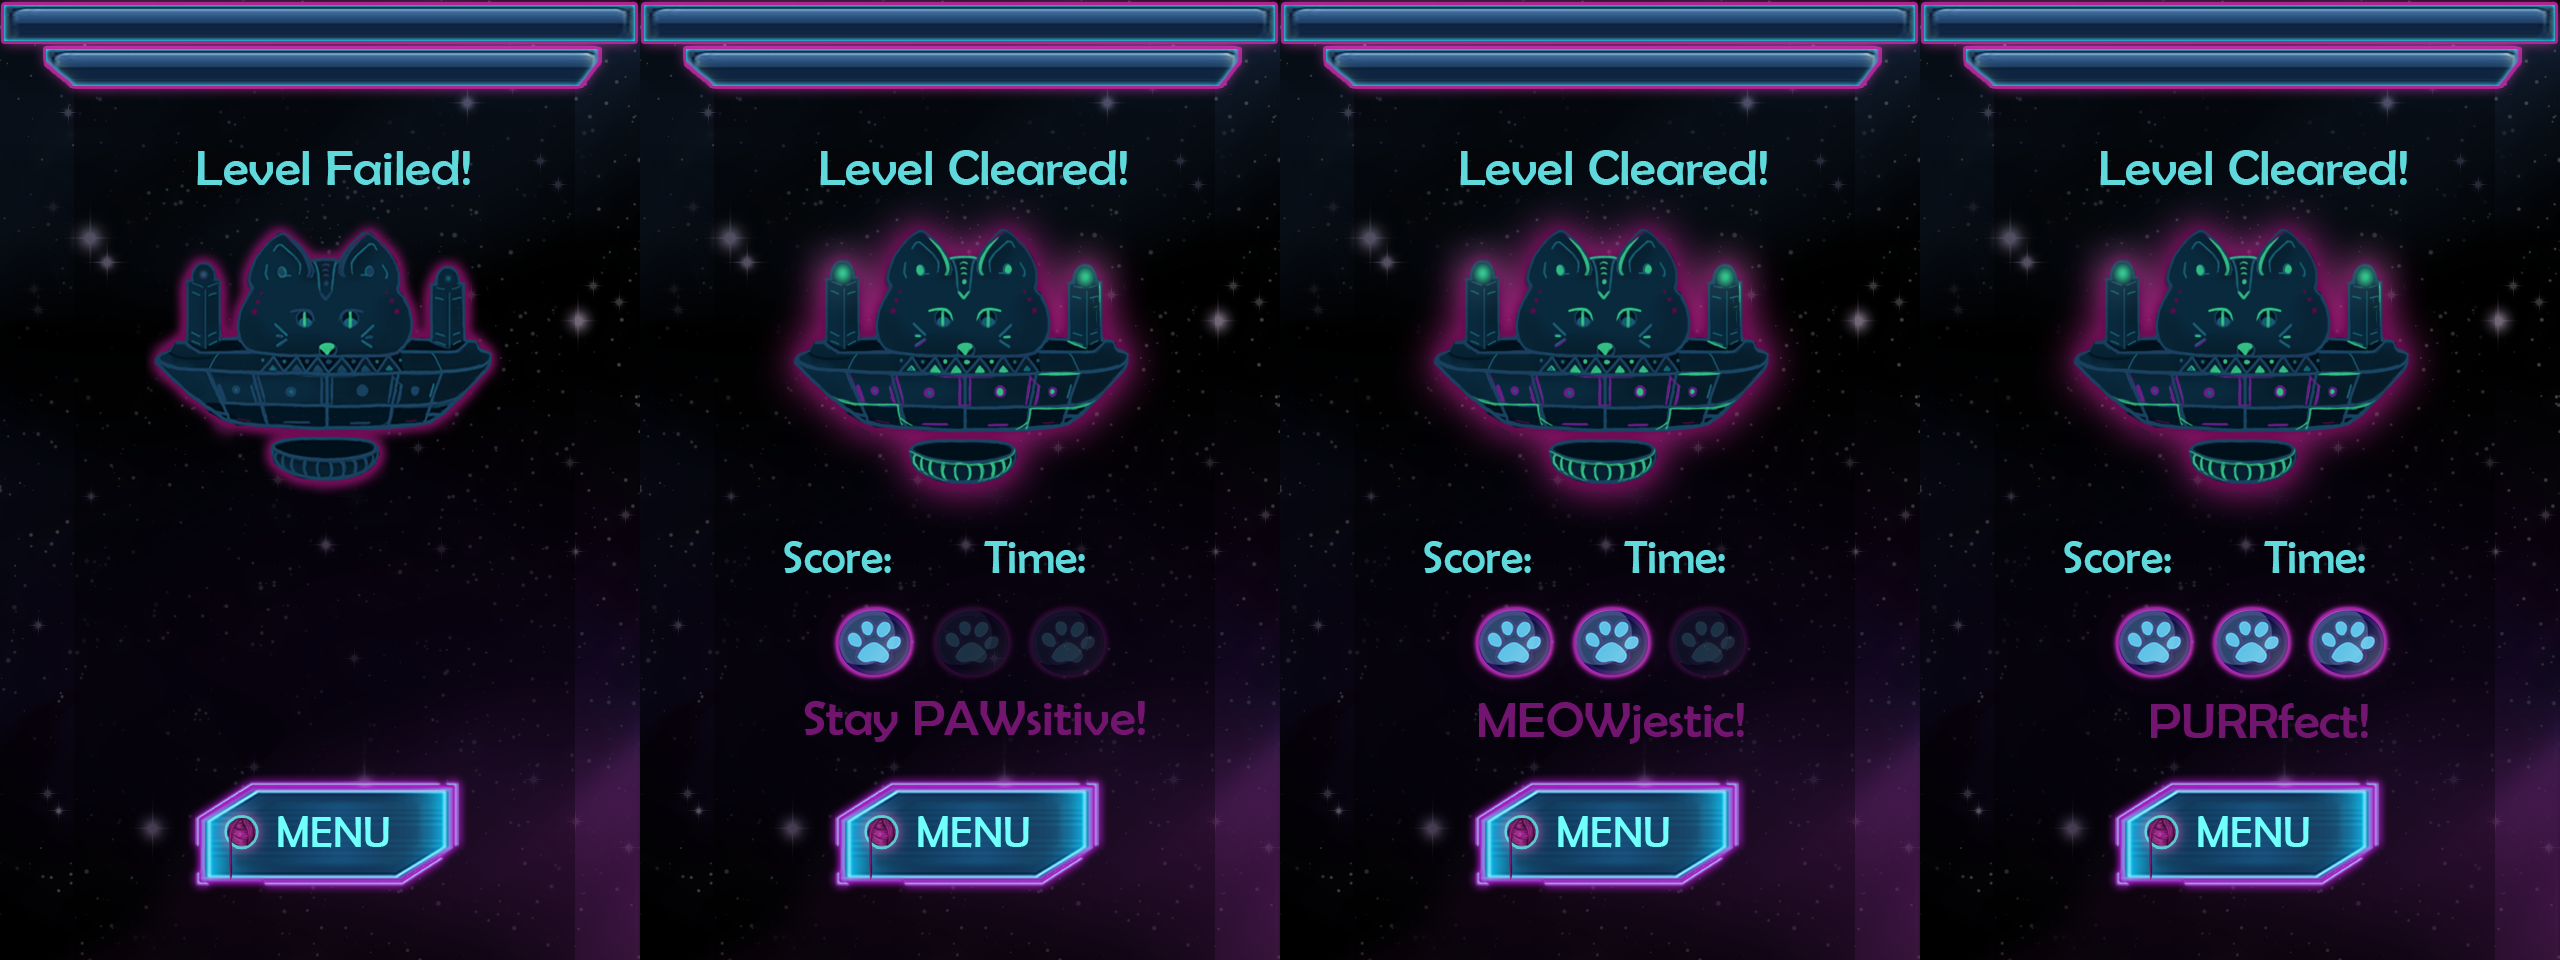 Level Failed!
MENU
Level Cleared!
Score: Time:
Stay PAWsitive!
MENU
Level Cleared!
Score: Time:
MEOWjestic!
MENU
Level Cleared!
Score: Time:
PURRfect!
MENU